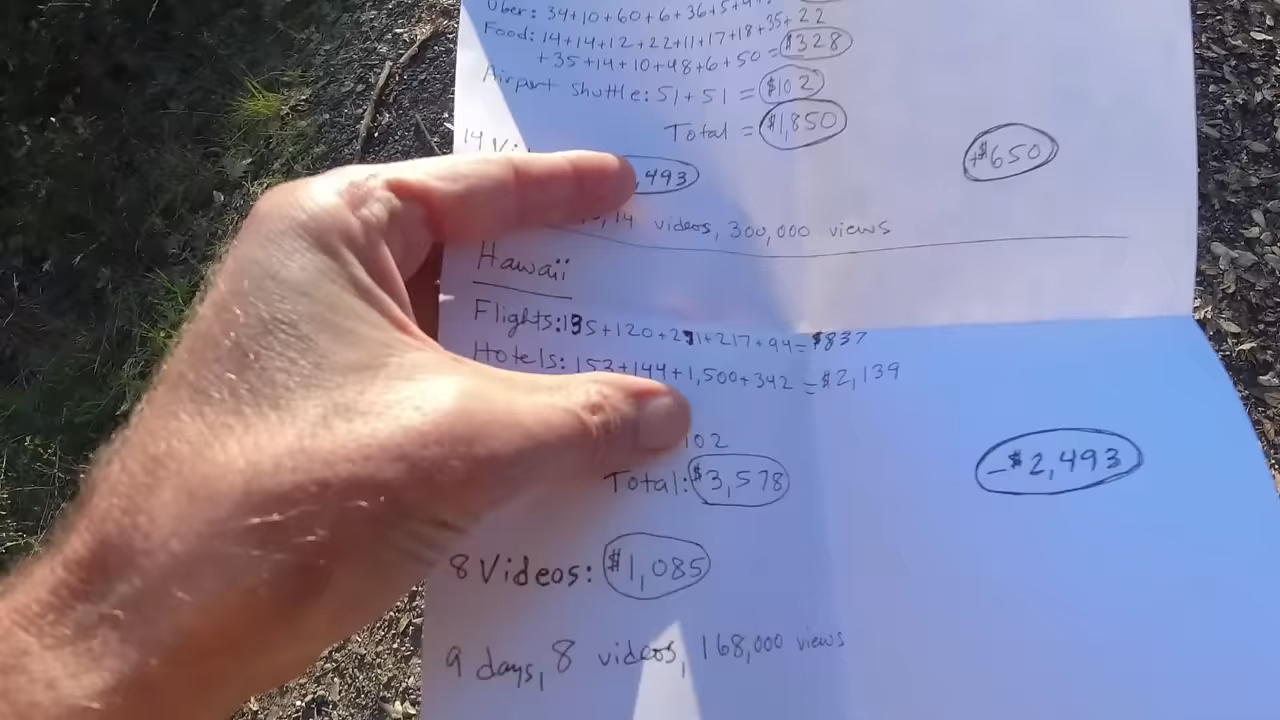 Uber: 34+10+60+6+36+5+
Food: 14+14+12+22+11+17+18+35+22
+35+14+10+48+6+50 = $328
Airport Shuttle: 51+51 = $102
Total = $1,850
+$650
14
,493
14 videos, 300,000 views
Hawaii
Flights: 195+120+211+217+94= $837
Hotels: 153+144+1,500+342 = $2,139
102
Total: $3,578
-$2,493
8 Videos: $1,085
9 days, 8 videos, 168,000 views